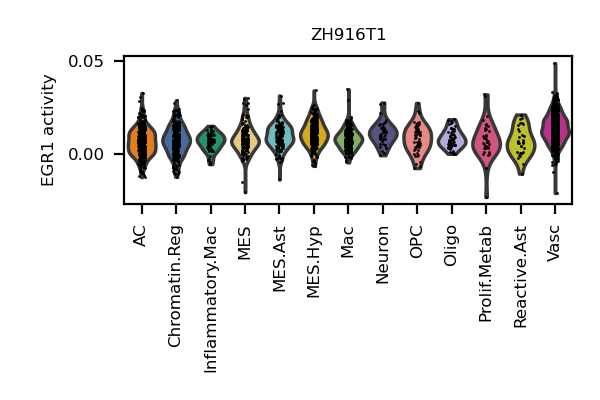 ZH916T1
0.05
0.00
EGR1 activity
AC
Chromatin.Reg
Inflammatory.Mac
MES
MES.Ast
MES.Hyp
Mac
Neuron
OPC
Oligo
Prolif.Metab
Reactive.Ast
Vasc